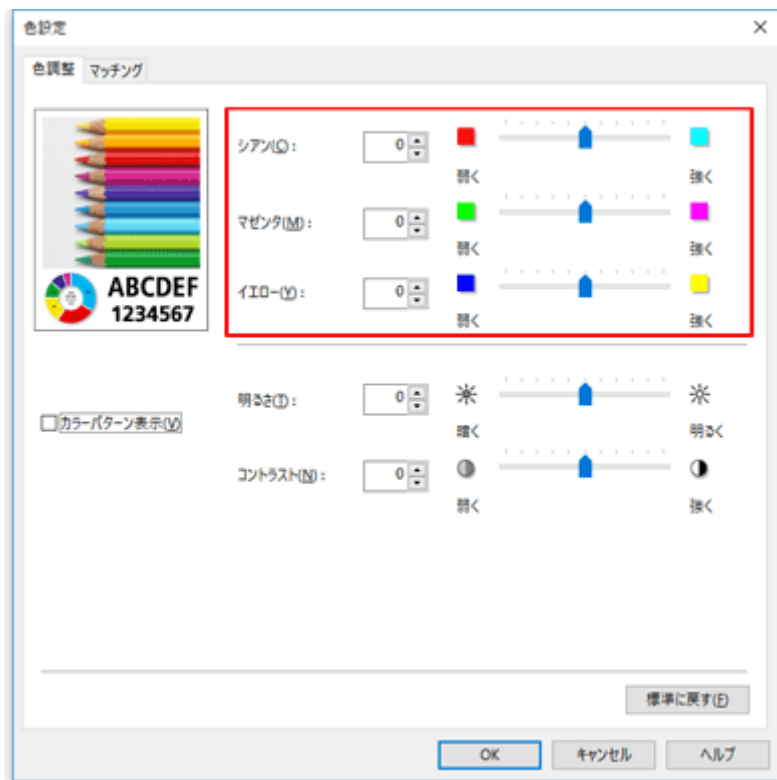 色設定
色調整 マッチング
シアン(C): 0
弱く 強く
マゼンタ(M): 0
弱く 強く
イエロー(Y): 0
弱く 強く
ABCDEF
1234567
明るさ(T): 0
暗く 明るく
カラーパターン表示(V)
コントラスト(N): 0
弱く 強く
標準に戻す(F)
OK キャンセル ヘルプ